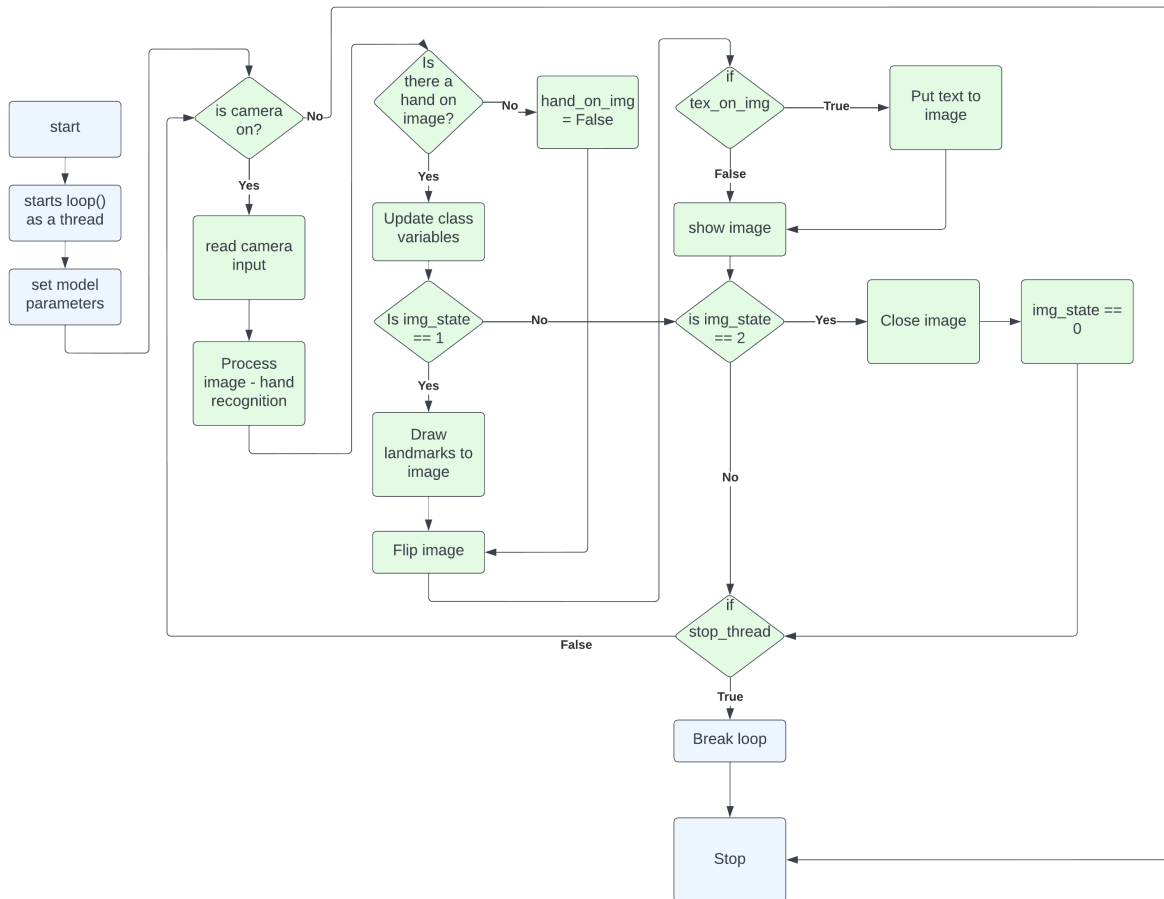 start
starts loop()
as a thread
set model
parameters
is camera
on?
No
Yes
read camera
input
Process
image - hand
recognition
Is
there a
hand on
image?
No
hand_on_img
= False
Yes
Update class
variables
Is img_state
== 1
No
Yes
Draw
landmarks to
image
Flip image
if
tex_on_img
True
Put text to
image
False
show image
is img_state
== 2
Yes
Close image
img_state ==
0
No
if
stop_thread
False
True
Break loop
Stop